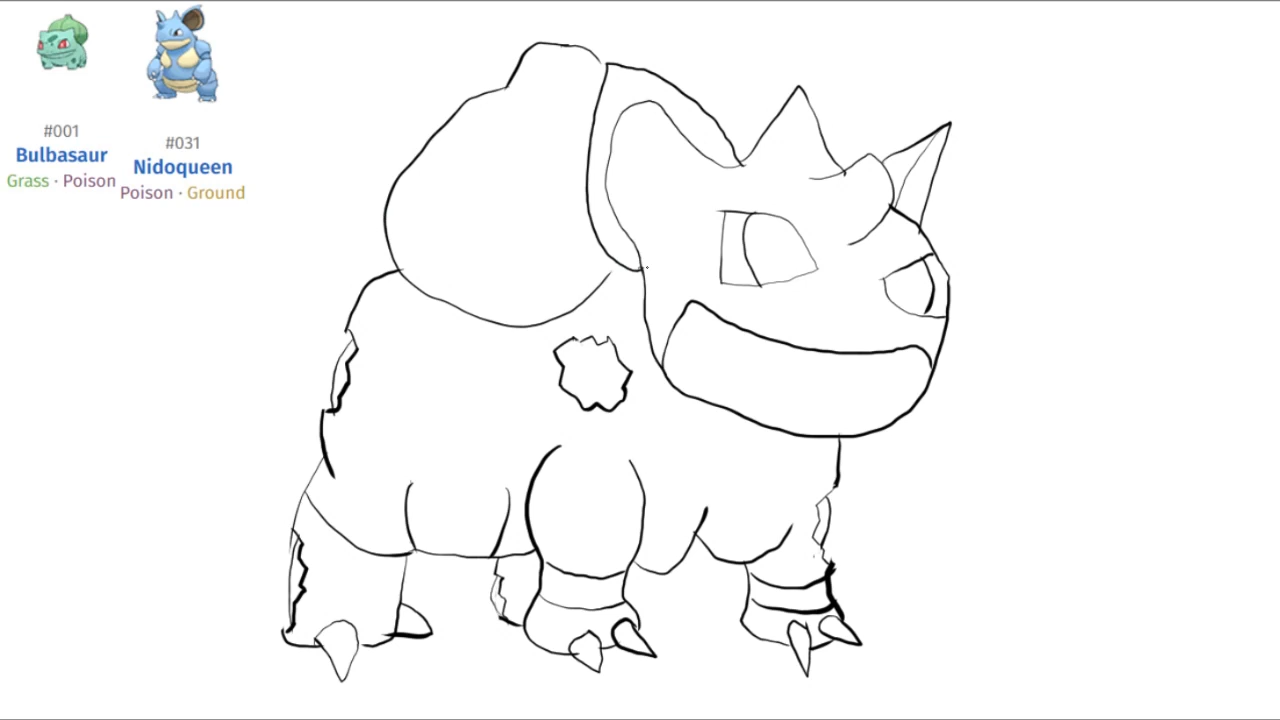 #001
Bulbasaur
Grass · Poison
#031
Nidoqueen
Poison · Ground